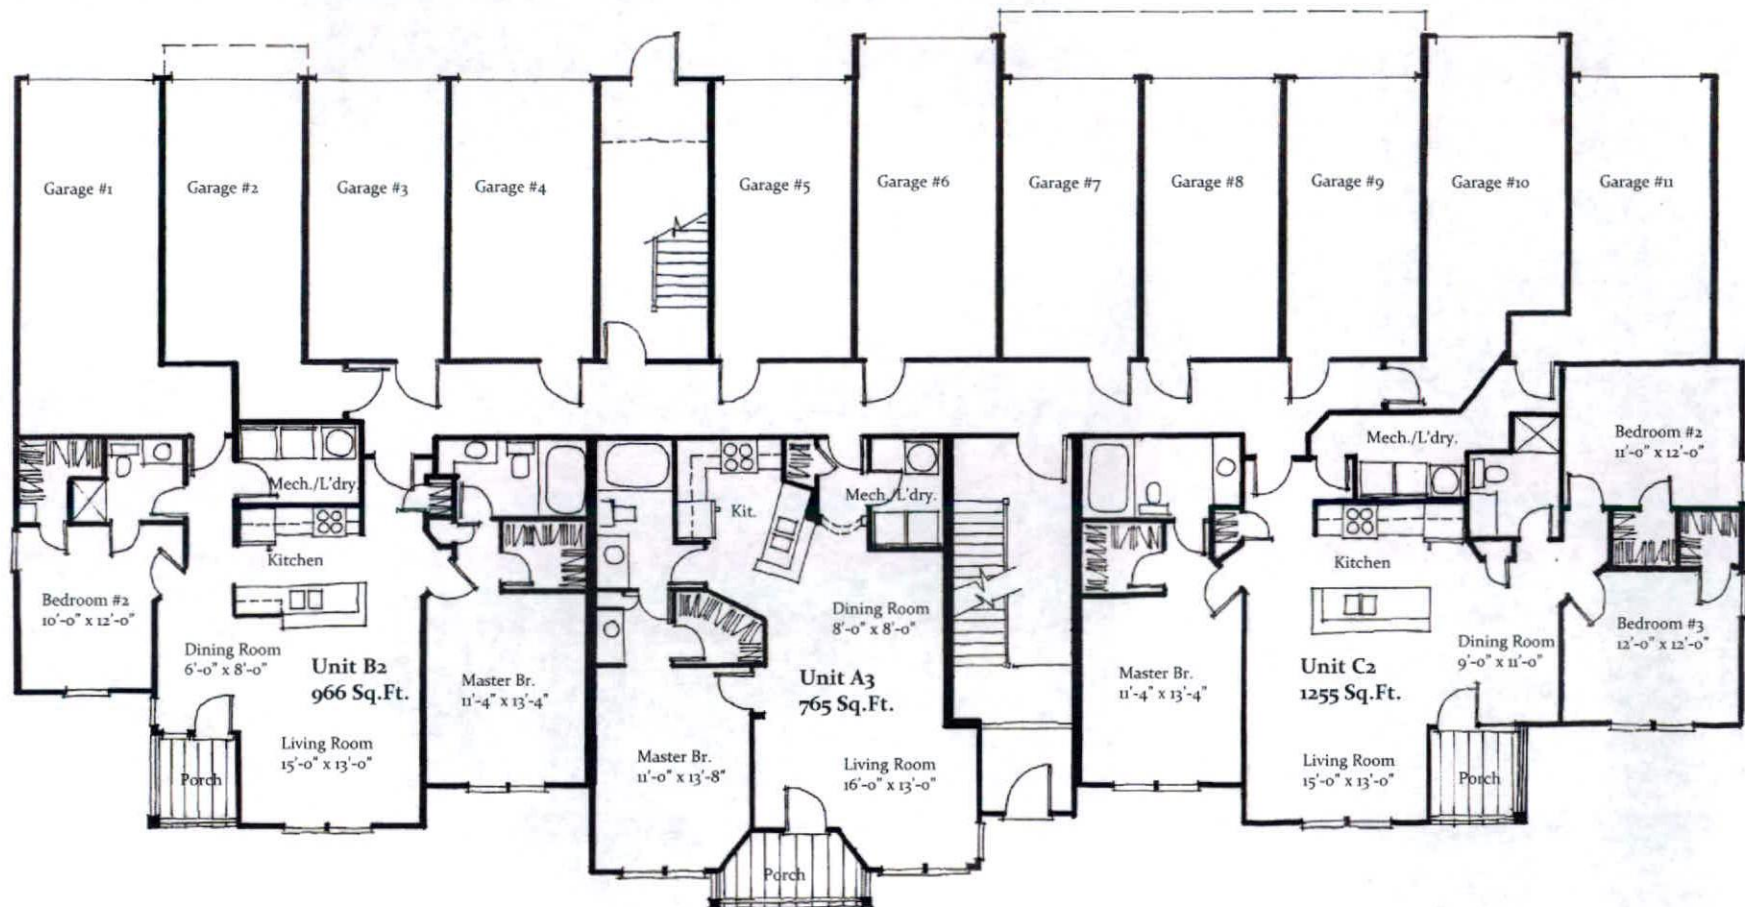 Garage #1
Garage #2
Garage #3
Garage #4
Garage #5
Garage #6
Garage #7
Garage #8
Garage #9
Garage #10
Garage #11
Mech./L'dry.
Kitchen
Bedroom #2
10'-0" x 12'-0"
Dining Room
6'-0" x 8'-0"
Unit B2
966 Sq.Ft.
Living Room
15'-0" x 13'-0"
Porch
Master Br.
11'-4" x 13'-4"
Kit.
Mech./L'dry.
Dining Room
8'-0" x 8'-0"
Unit A3
765 Sq.Ft.
Master Br.
11'-0" x 13'-8"
Living Room
16'-0" x 13'-0"
Porch
Mech./L'dry.
Bedroom #2
11'-0" x 12'-0"
Kitchen
Bedroom #3
12'-0" x 12'-0"
Dining Room
9'-0" x 11'-0"
Master Br.
11'-4" x 13'-4"
Unit C2
1255 Sq.Ft.
Living Room
15'-0" x 13'-0"
Porch